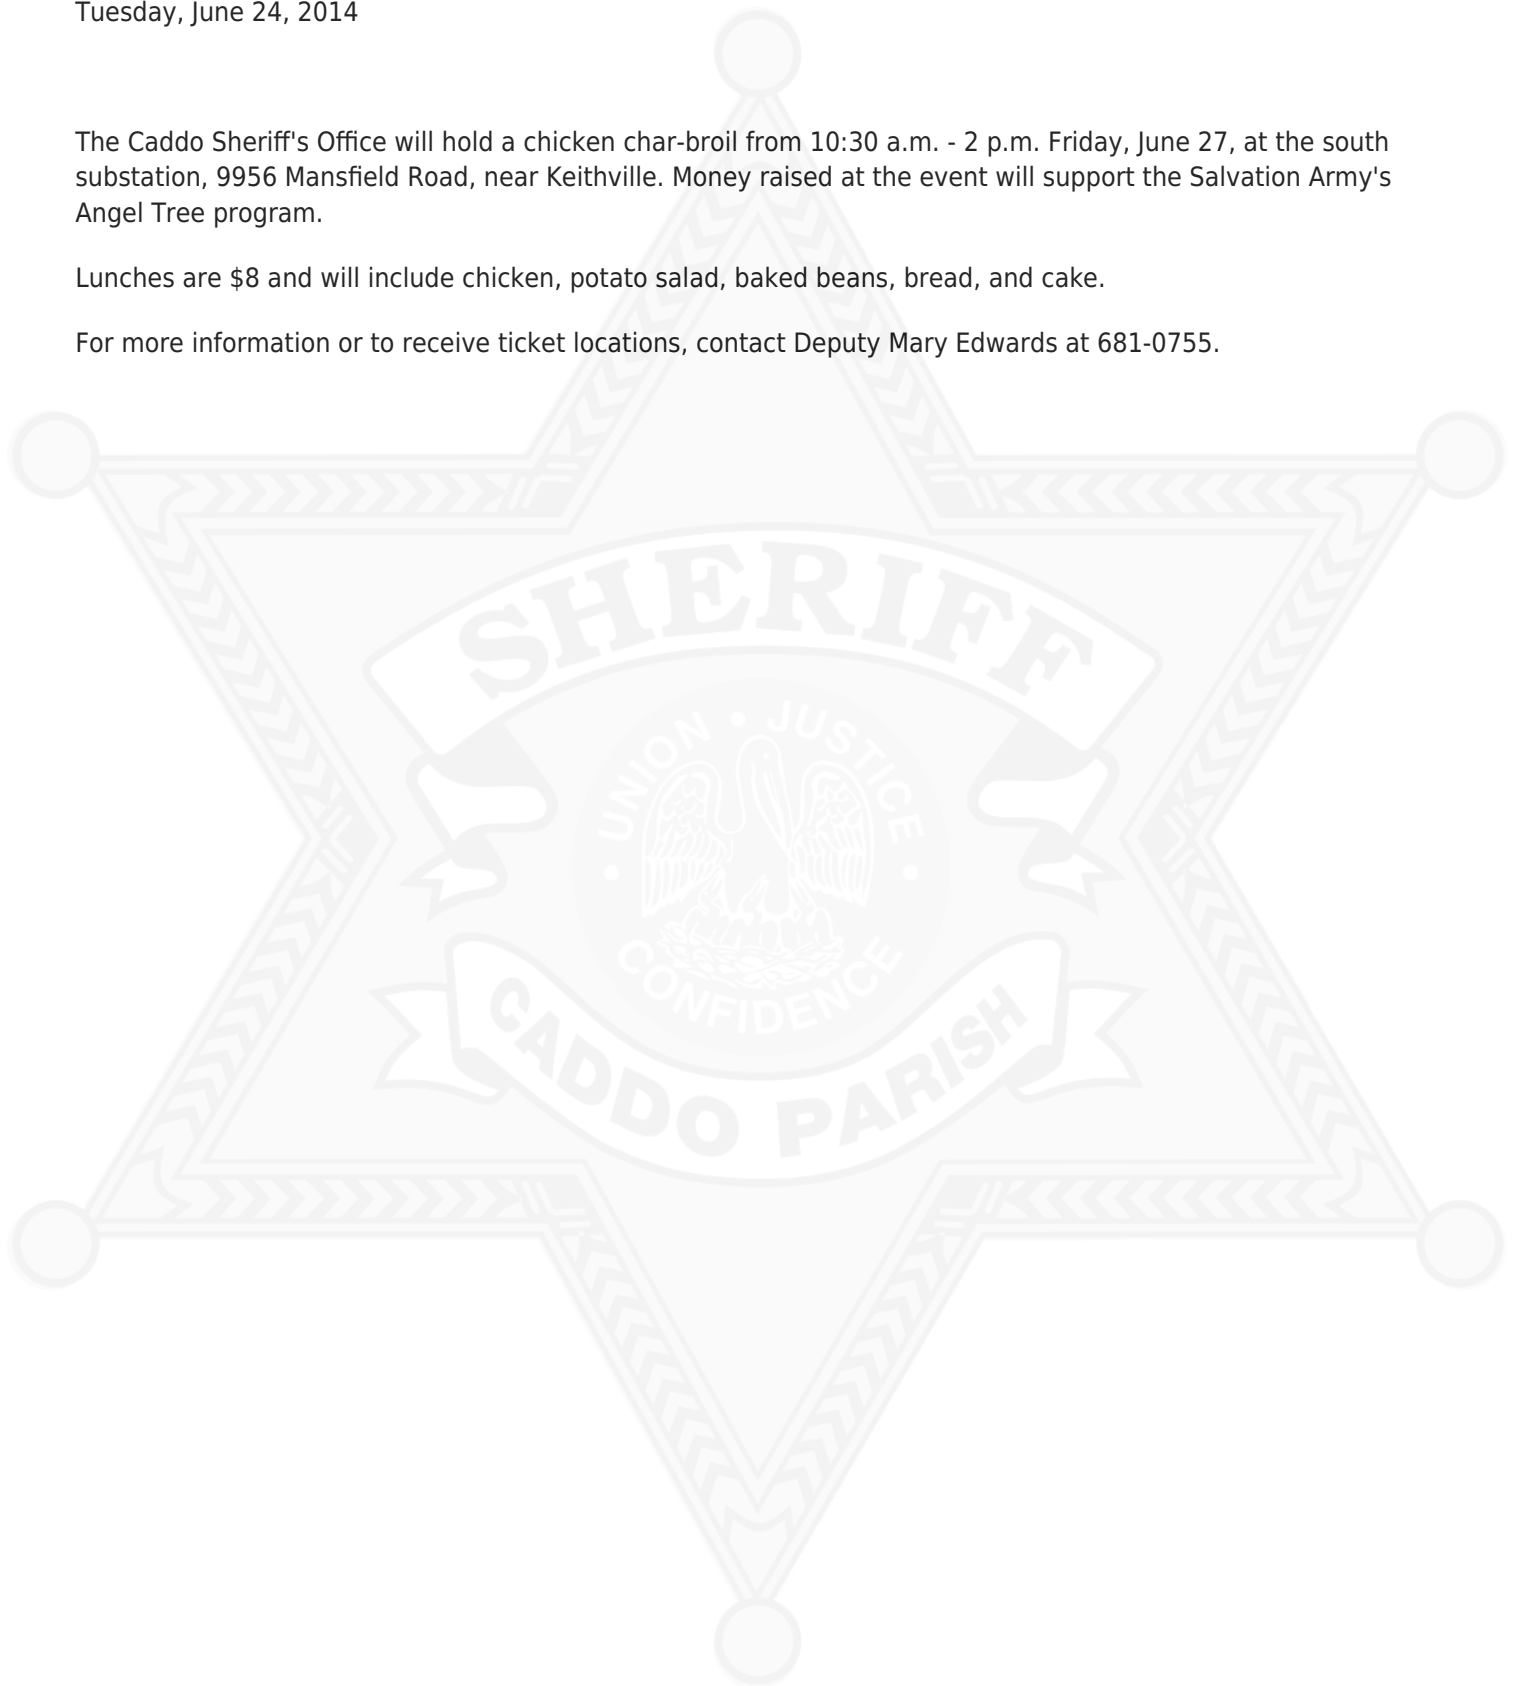 Tuesday, June 24, 2014
The Caddo Sheriff's Office will hold a chicken char-broil from 10:30 a.m. - 2 p.m. Friday, June 27, at the south
substation, 9956 Mansfield Road, near Keithville. Money raised at the event will support the Salvation Army's
Angel Tree program.
Lunches are $8 and will include chicken, potato salad, baked beans, bread, and cake.
For more information or to receive ticket locations, contact Deputy Mary Edwards at 681-0755.
SHERIFF
UNION • JUSTICE •
CONFIDENCE •
CADDO PARISH